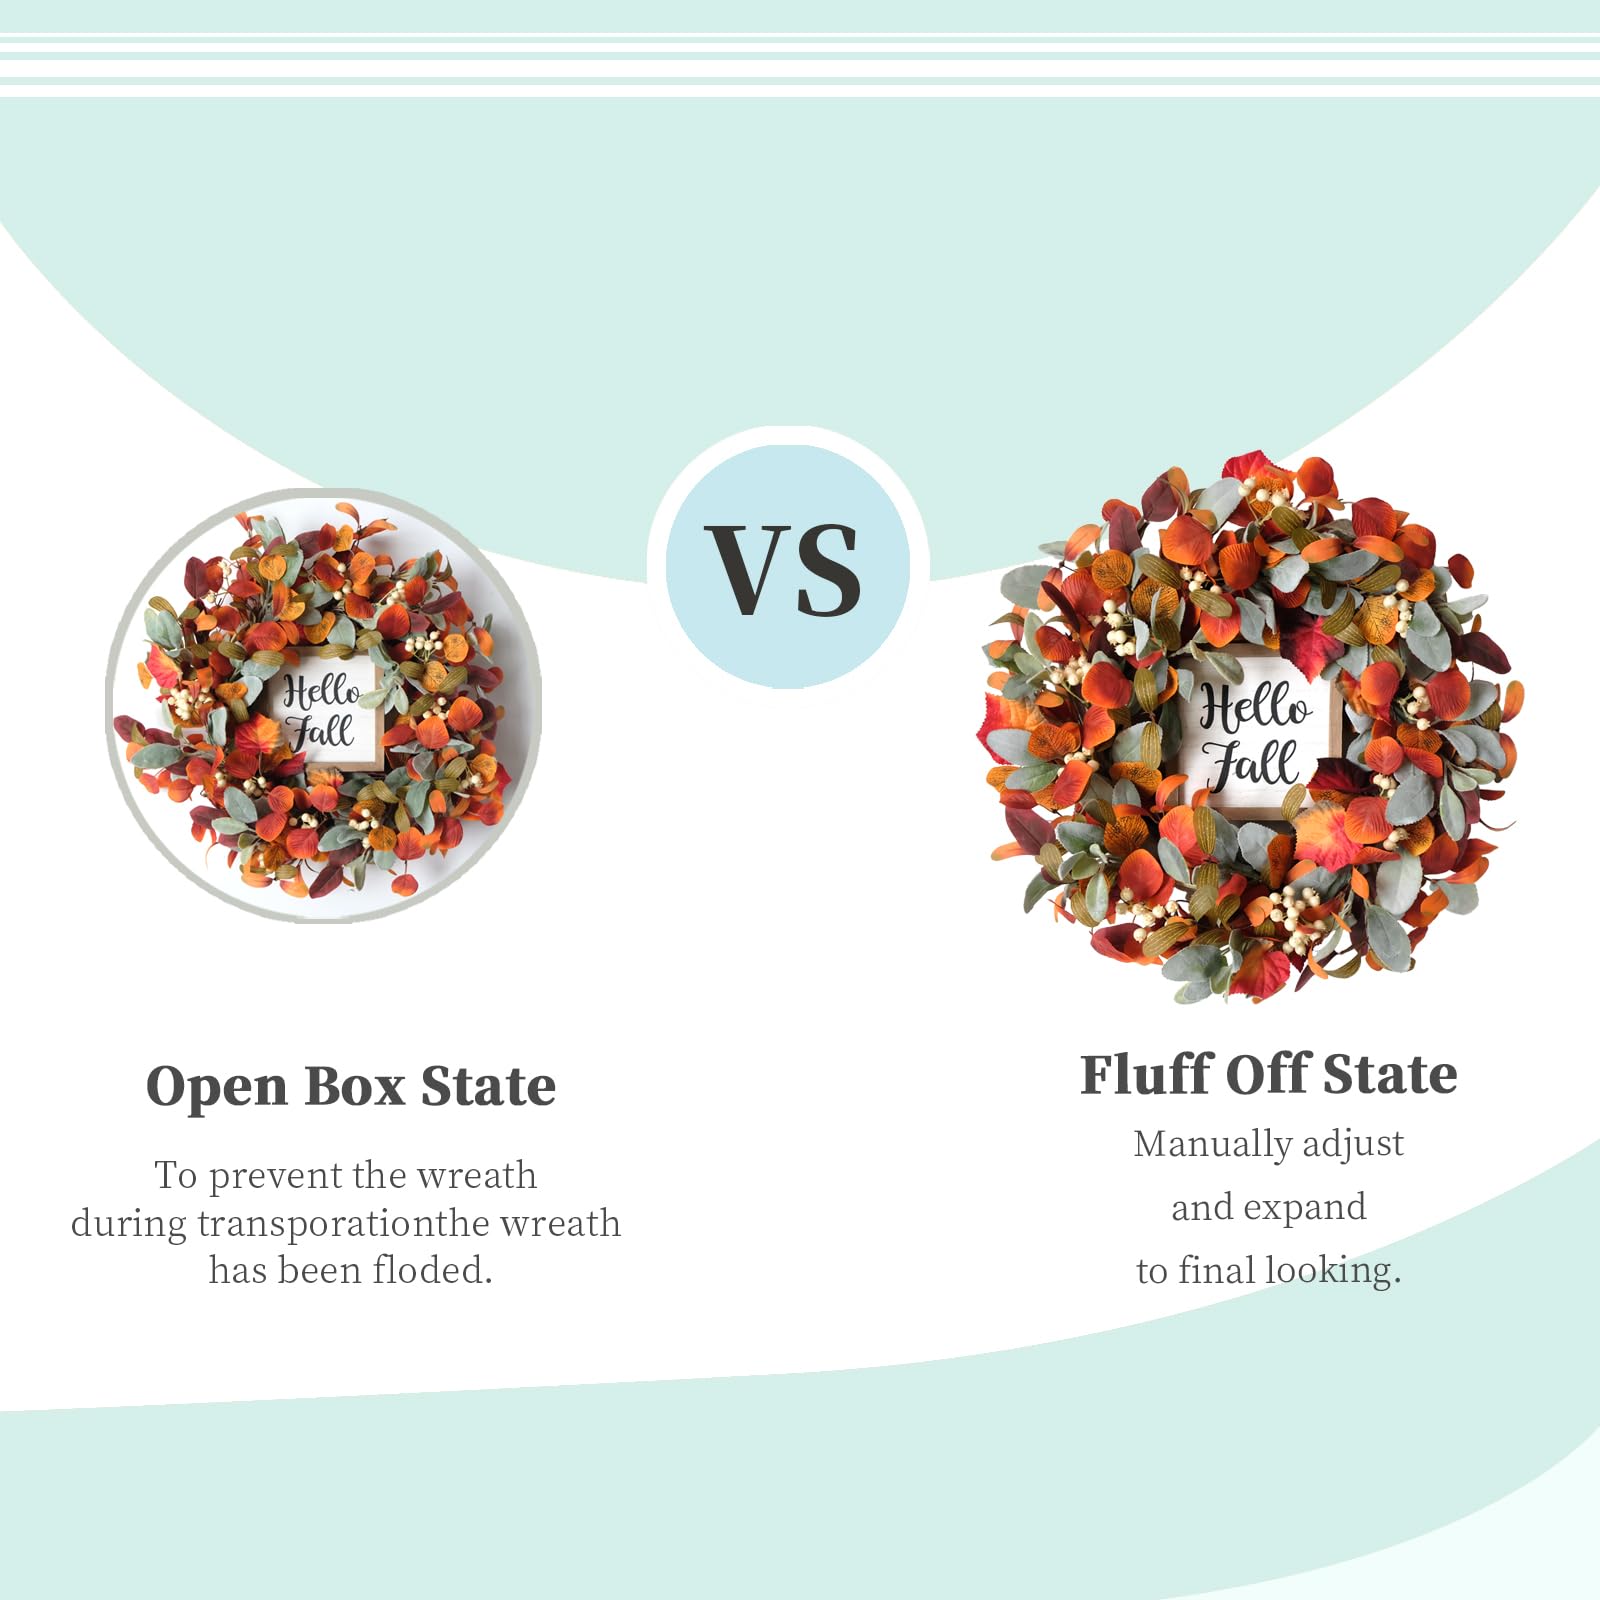 VS
Hello
Fall
Hello
Fall
Open Box State
To prevent the wreath
during transporationthe wreath
has been floded.
Fluff Off State
Manually adjust
and expand
to final looking.